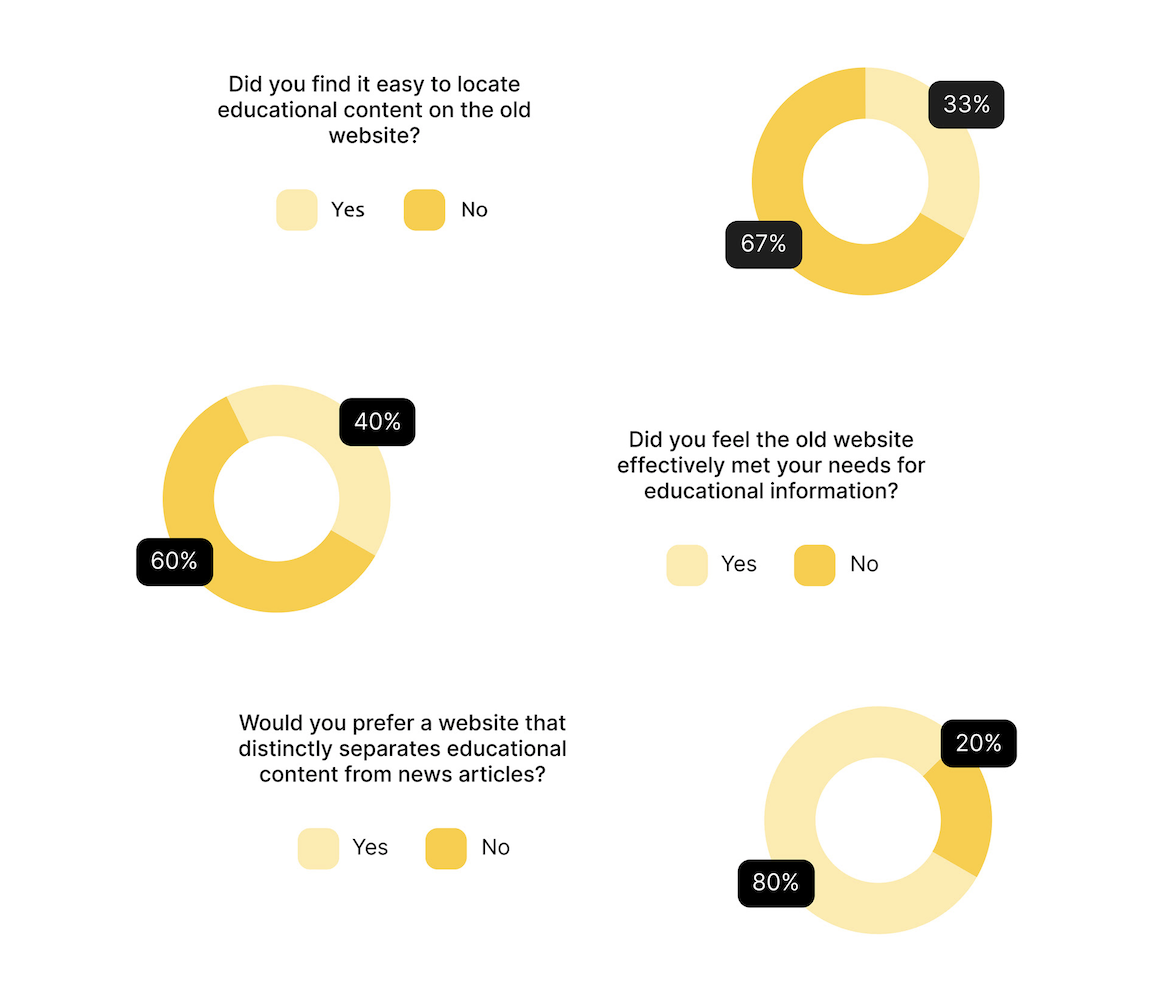 Did you find it easy to locate
educational content on the old
website?
Yes No
33%
67%
40%
60%
Did you feel the old website
effectively met your needs for
educational information?
Yes No
Would you prefer a website that
distinctly separates educational
content from news articles?
Yes No
20%
80%